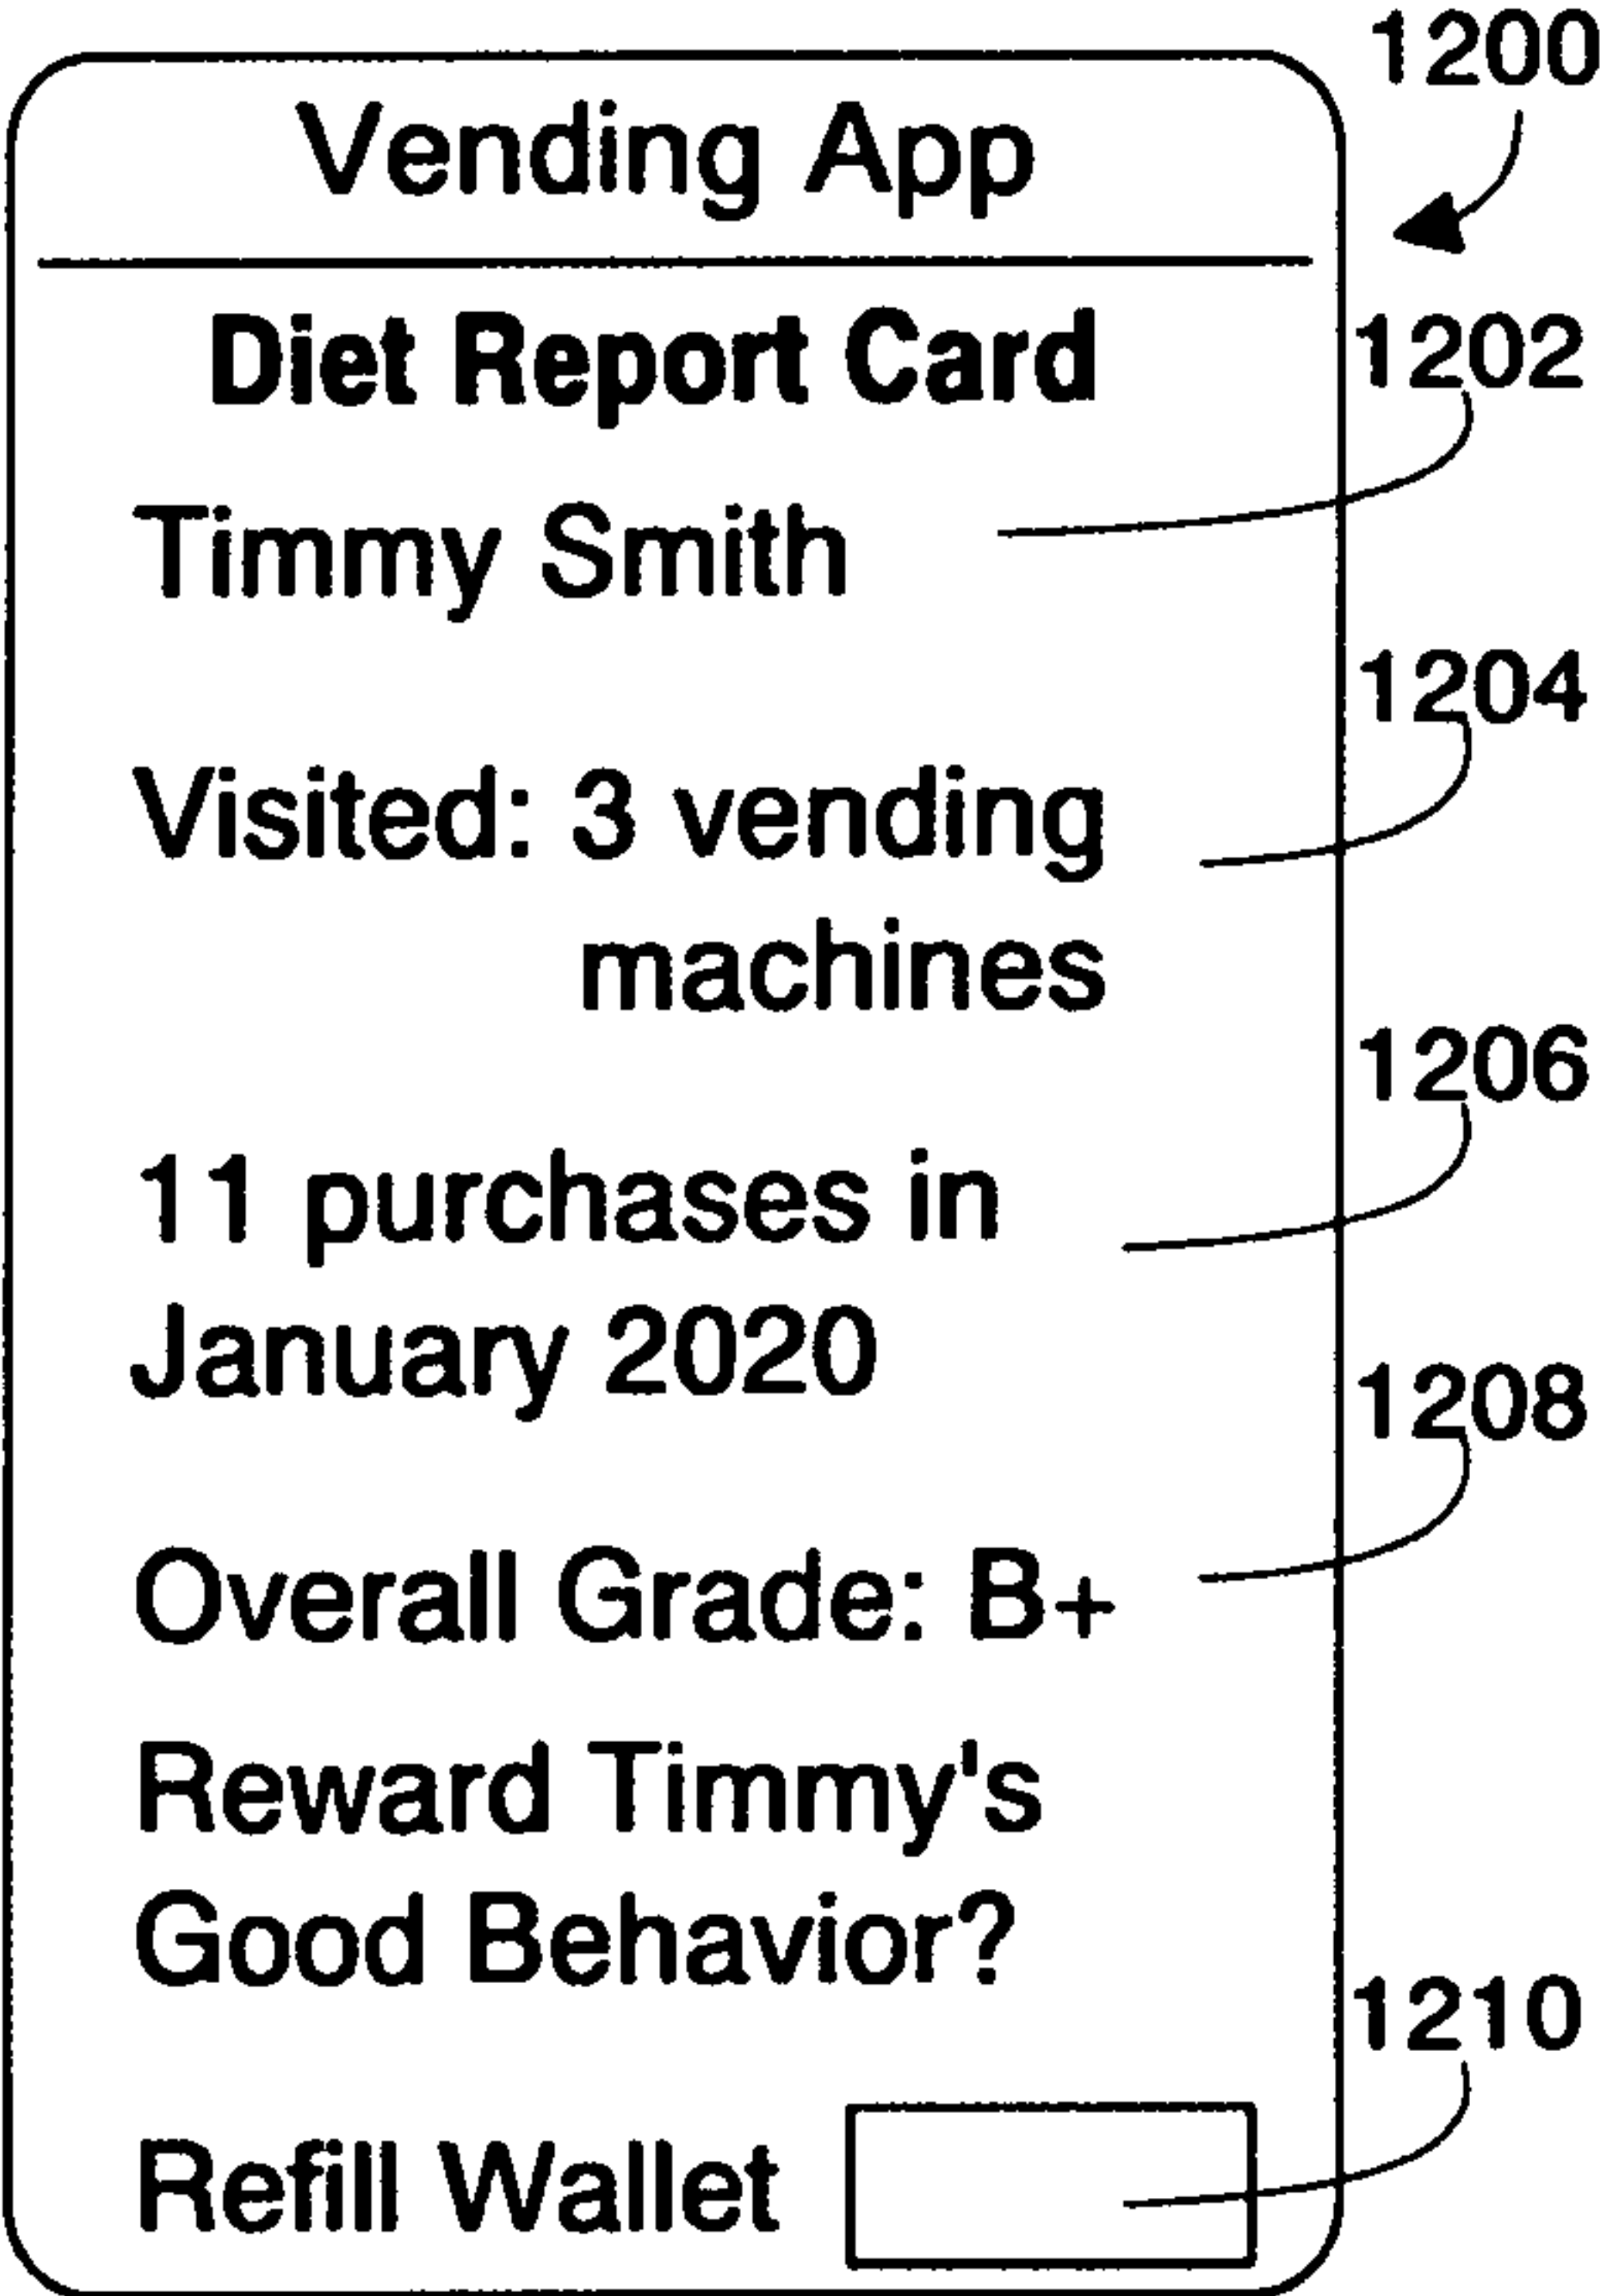 1200
Vending App
Diet Report Card
1202
Timmy Smith
1204
Visited: 3 vending
machines
1206
11 purchases in
January 2020
1208
Overall Grade: B+
Reward Timmy's
Good Behavior?
1210
Refill Wallet